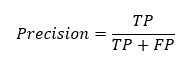 Precision = TP / (TP + FP)